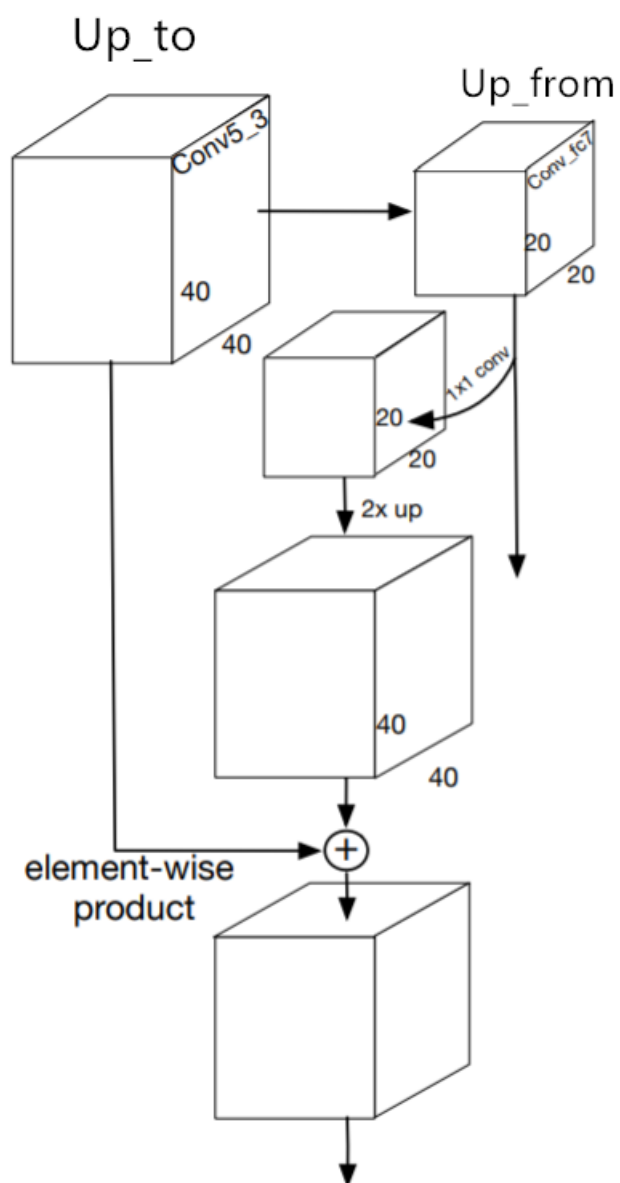 Up_to
Up_from
Conv5_3
Conv_fc7
40
40
20
20
1x1 conv
20
20
2x up
40
40
+
element-wise
product